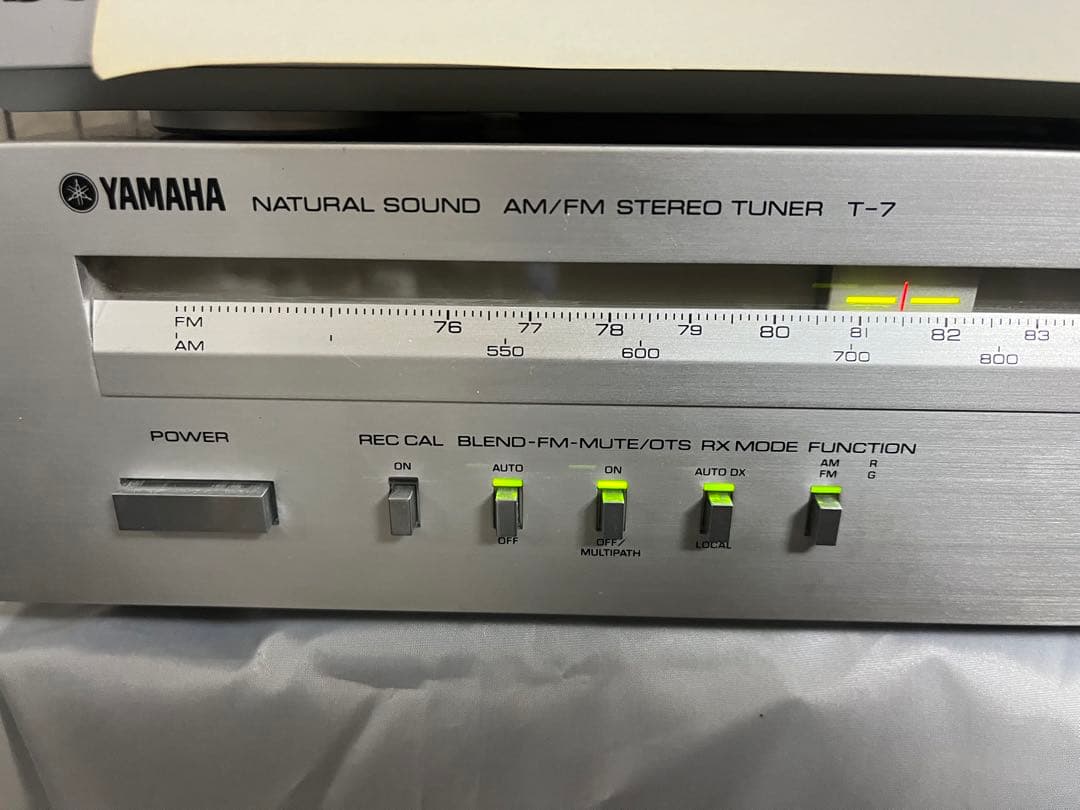 YAMAHA NATURAL SOUND AM/FM STEREO TUNER T-7
FM 76 77 78 79 80 81 82 83
AM 550 600 700 800
POWER REC CAL BLEND-FM-MUTE/OTS RX MODE FUNCTION
ON AUTO ON AUTO DX AM R
FM G
OFF OFF/ LOCAL
MULTIPATH